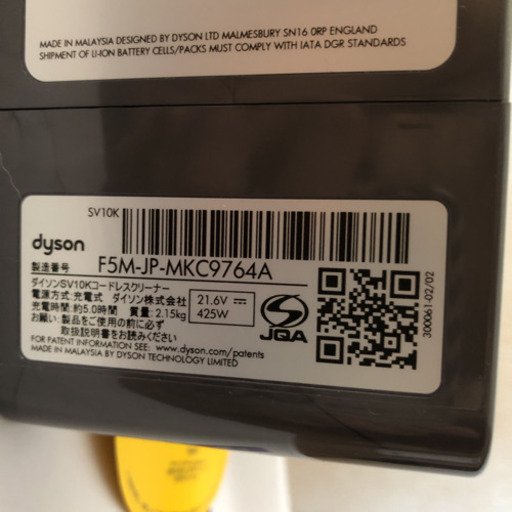 MADE IN MALAYSIA DESIGNED BY DYSON LTD MALMESBURY SN16 0RP ENGLAND
SHIPMENT OF LI-ION BATTERY CELLS/PACKS MUST COMPLY WITH IATA DGR STANDARDS
SV10K
dyson
製造番号 F5M-JP-MKC9764A
ダイソンSV10Kコードレスクリーナー
電源方式:充電式 ダイソン株式会社
充電時間:約5.0時間 質量:2.15kg
お願い:製品をご使用の前に必ず
取扱説明書をお読みください
21.6V
425W
JQA
300061-02/02
FOR PATENT INFORMATION SEE: www.dyson.com/patents
MADE IN MALAYSIA BY DYSON TECHNOLOGY LIMITED